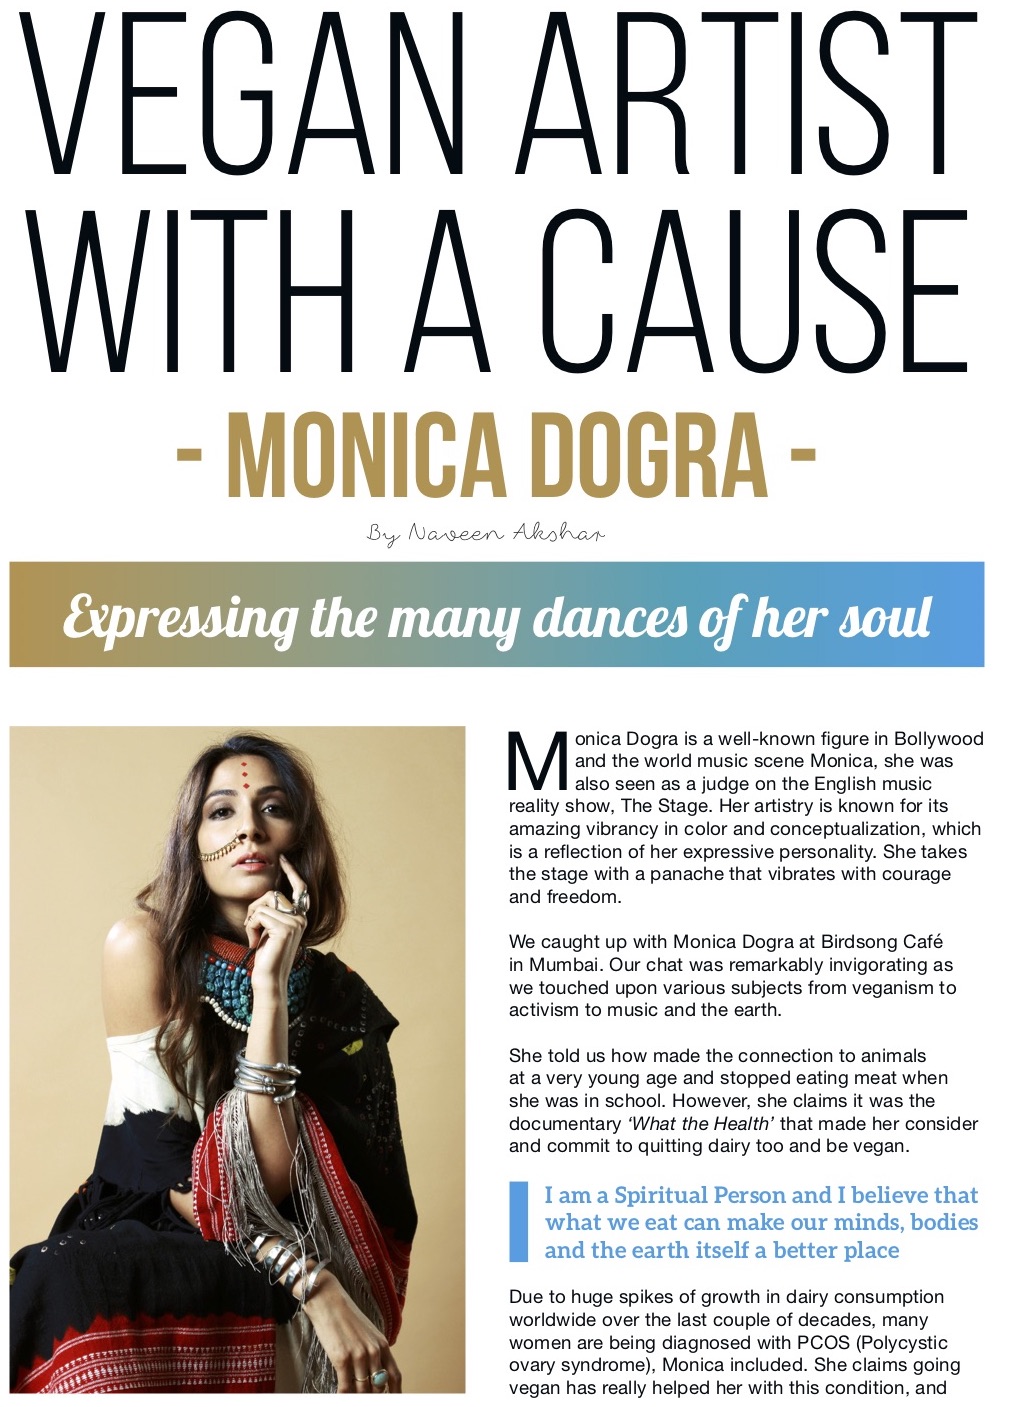 VEGAN ARTIST
WITH A CAUSE
- MONICA DOGRA -
By Naveen Akshar
Expressing the many dances of her soul
Monica Dogra is a well-known figure in Bollywood
and the world music scene Monica, she was
also seen as a judge on the English music
reality show, The Stage. Her artistry is known for its
amazing vibrancy in color and conceptualization, which
is a reflection of her expressive personality. She takes
the stage with a panache that vibrates with courage
and freedom.
We caught up with Monica Dogra at Birdsong Café
in Mumbai. Our chat was remarkably invigorating as
we touched upon various subjects from veganism to
activism to music and the earth.
She told us how made the connection to animals
at a very young age and stopped eating meat when
she was in school. However, she claims it was the
documentary ‘What the Health’ that made her consider
and commit to quitting dairy too and be vegan.
I am a Spiritual Person and I believe that
what we eat can make our minds, bodies
and the earth itself a better place
Due to huge spikes of growth in dairy consumption
worldwide over the last couple of decades, many
women are being diagnosed with PCOS (Polycystic
ovary syndrome), Monica included. She claims going
vegan has really helped her with this condition, and